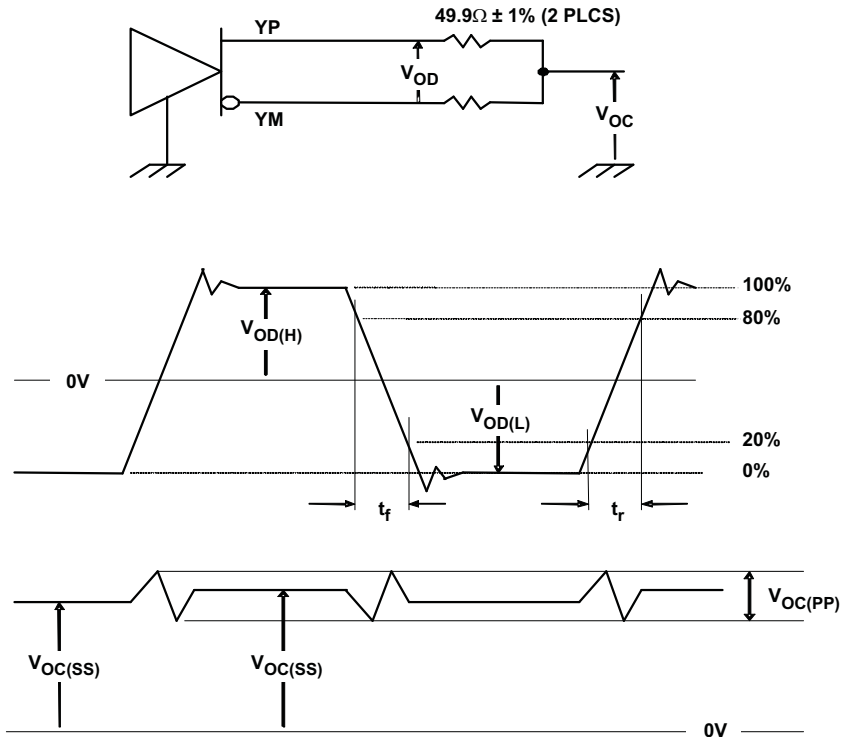 49.9Ω ± 1% (2 PLCS)
YP
VOD
YM
VOC
100%
80%
VOD(H)
0V
VOD(L)
20%
0%
tf
tr
VOC(PP)
VOC(SS)
VOC(SS)
0V